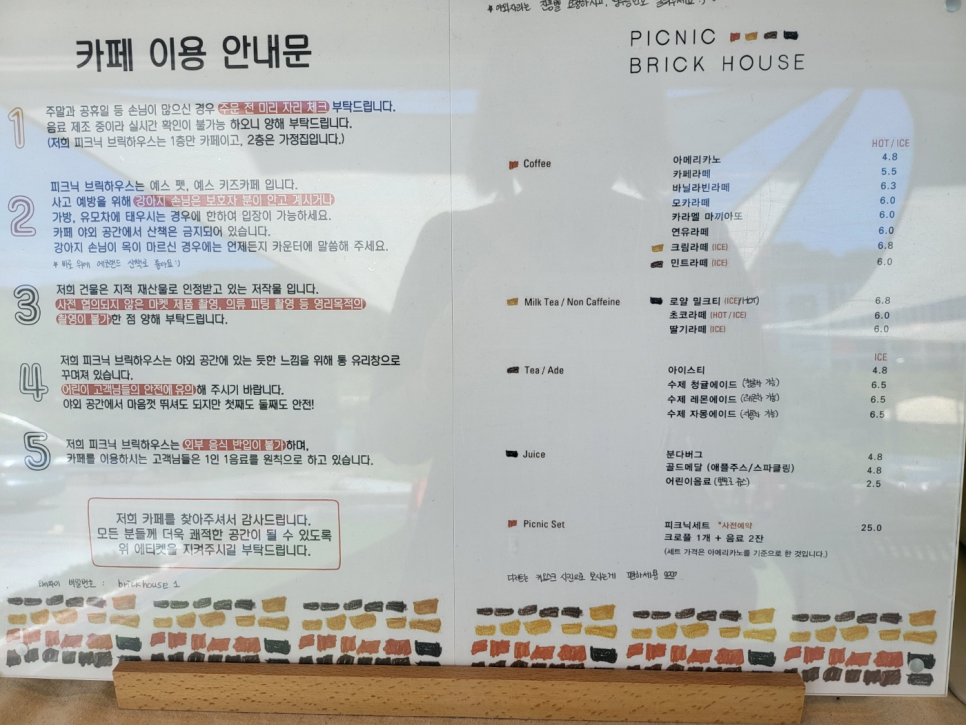 카페 이용 안내문
1
주말과 공휴일 등 손님이 많으신 경우 주문 전 미리 자리 체크 부탁드립니다.
음료 제조 중이라 실시간 확인이 불가능 하오니 양해 부탁드립니다.
(저희 피크닉 브릭하우스는 1층만 카페이고, 2층은 가정집입니다.)
2
피크닉 브릭하우스는 예스 펫, 예스 키즈카페 입니다.
사고 예방을 위해 강아지 손님은 보호자 분이 안고 계시거나
가방, 유모차에 태우시는 경우에 한하여 입장이 가능하세요.
카페 야외 공간에서 산책은 금지되어 있습니다.
강아지 손님이 목이 마르신 경우에는 언제든지 카운터에 말씀해 주세요.
3
저희 건물은 지적 재산물로 인정받고 있는 저작물 입니다.
사전 협의되지 않은 마켓 제품 촬영, 의류 피팅 촬영 등 영리목적의
촬영이 불가한 점 양해 부탁드립니다.
4
저희 피크닉 브릭하우스는 야외 공간에 있는 듯한 느낌을 위해 통 유리창으로
꾸며져 있습니다.
어린이 고객님들의 안전에 유의해 주시기 바랍니다.
야외 공간에서 마음껏 뛰셔도 되지만 첫째도 둘째도 안전!
5
저희 피크닉 브릭하우스는 외부 음식 반입이 불가하며,
카페를 이용하시는 고객님들은 1인 1음료를 원칙으로 하고 있습니다.
저희 카페를 찾아주셔서 감사드립니다.
모든 분들께 더욱 쾌적한 공간이 될 수 있도록
위 에티켓을 지켜주시길 부탁드립니다.
와이파이 비밀번호 : brickhouse 1
PICNIC
BRICK HOUSE
HOT / ICE
Coffee
아메리카노 4.8
카페라떼 5.5
바닐라빈라떼 6.3
모카라떼 6.0
카라멜 마끼아또 6.0
연유라떼 6.0
크림라떼 (ICE) 6.8
민트라떼 (ICE) 6.0
Milk Tea / Non Caffeine
로얄 밀크티 (ICE/HOT) 6.8
초코라떼 (HOT / ICE) 6.0
딸기라떼 (ICE) 6.0
ICE
Tea / Ade
아이스티 4.8
수제 청귤에이드 6.5
수제 레몬에이드 6.5
수제 자몽에이드 6.5
Juice
분다버그 4.8
골드메달 (애플주스/스파클링) 4.8
어린이음료 2.5
Picnic Set
피크닉세트 *사전예약 25.0
크로플 1개 + 음료 2잔
(세트 가격은 아메리카노를 기준으로 한 것입니다.)